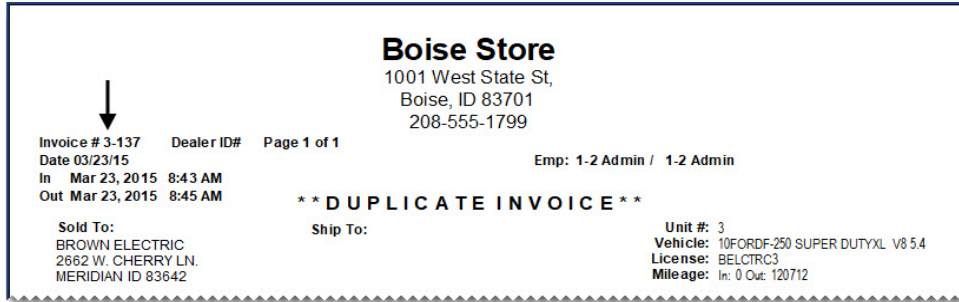 Boise Store
1001 West State St,
Boise, ID 83701
208-555-1799
Invoice # 3-137 Dealer ID# Page 1 of 1
Date 03/23/15
Emp: 1-2 Admin / 1-2 Admin
In Mar 23, 2015 8:43 AM
Out Mar 23, 2015 8:45 AM
**DUPLICATE INVOICE**
Sold To:
BROWN ELECTRIC
2662 W. CHERRY LN.
MERIDIAN ID 83642
Ship To:
Unit #: 3
Vehicle: 10FORDF-250 SUPER DUTYXL V8 5.4
License: BELCTRC3
Mileage: In: 0 Out: 120712